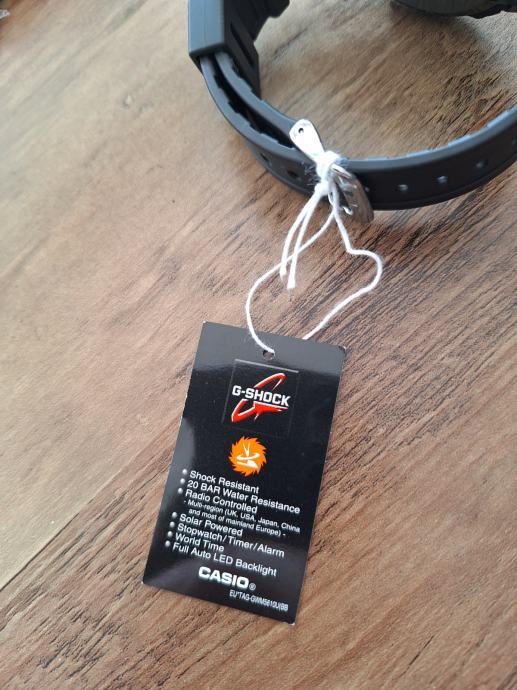 G-SHOCK
• Shock Resistant
• 20 BAR Water Resistance
• Radio Controlled
- Multi-region (UK, USA, Japan, China
and most of mainland Europe) -
• Solar Powered
• Stopwatch/Timer/Alarm
• World Time
• Full Auto LED Backlight
CASIO®